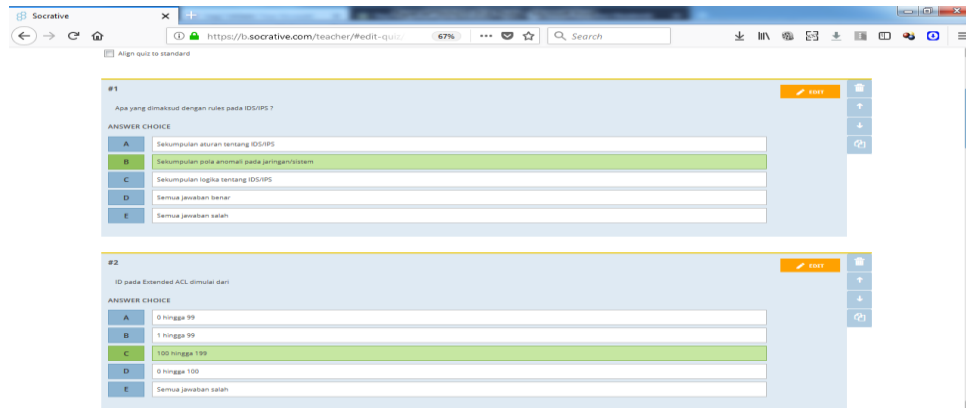 Socrative
https://b.socrative.com/teacher/#edit-quiz/
67%
Search
Align quiz to standard
#1
EDIT
Apa yang dimaksud dengan rules pada IDS/IPS ?
ANSWER CHOICE
A Sekumpulan aturan tentang IDS/IPS
B Sekumpulan pola anomali pada jaringan/sistem
C Sekumpulan logika tentang IDS/IPS
D Semua jawaban benar
E Semua jawaban salah
#2
EDIT
ID pada Extended ACL dimulai dari
ANSWER CHOICE
A 0 hingga 99
B 1 hingga 99
C 100 hingga 199
D 0 hingga 100
E Semua jawaban salah